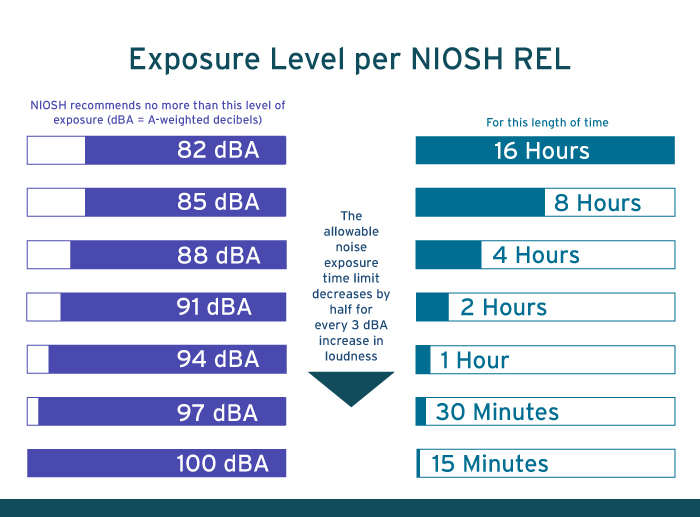 Exposure Level per NIOSH REL
NIOSH recommends no more than this level of
exposure (dBA = A-weighted decibels)
For this length of time
82 dBA
16 Hours
85 dBA
8 Hours
88 dBA
4 Hours
91 dBA
2 Hours
94 dBA
1 Hour
97 dBA
30 Minutes
100 dBA
15 Minutes
The
allowable
noise
exposure
time limit
decreases by
half for
every 3 dBA
increase in
loudness